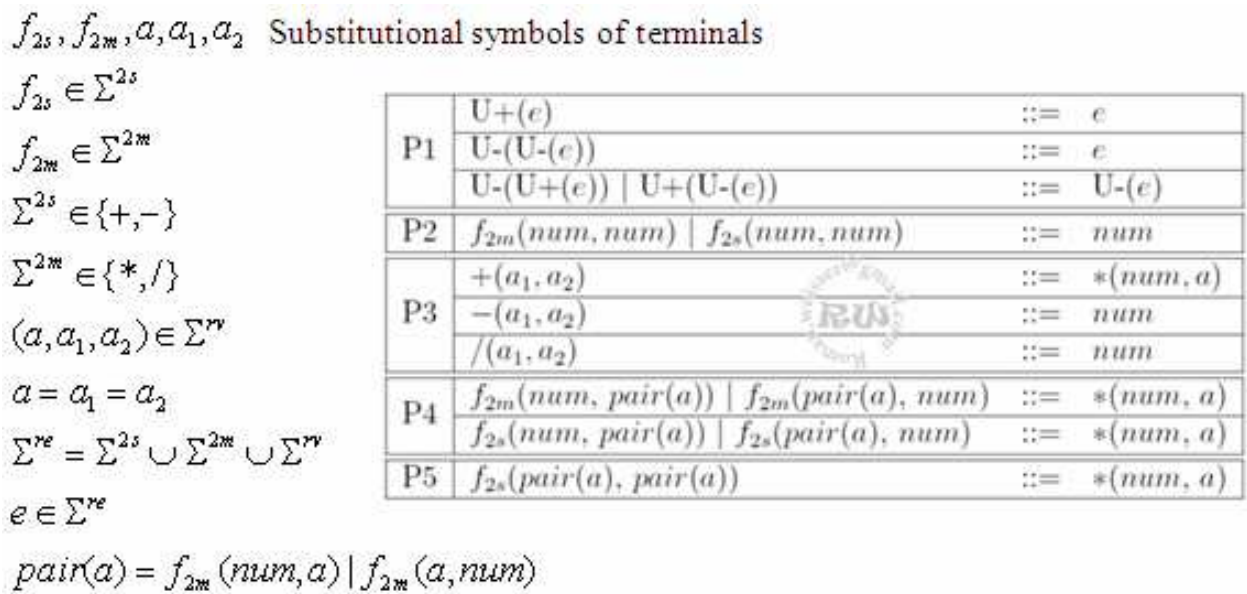 f₂ₛ, f₂ₘ, a, a₁, a₂ Substitutional symbols of terminals
f₂ₛ ∈ Σ²ˢ
f₂ₘ ∈ Σ²ᵐ
Σ²ˢ ∈ {+,−}
Σ²ᵐ ∈ {*,/}
(a,a₁,a₂) ∈ Σʳᵛ
a = a₁ = a₂
Σʳᵉ = Σ²ˢ ∪ Σ²ᵐ ∪ Σʳᵛ
e ∈ Σʳᵉ
pair(a) = f₂ₘ(num,a) | f₂ₘ(a,num)
P1
U+(e) ::= e
U-(U-(e)) ::= e
U-(U+(e)) | U+(U-(e)) ::= U-(e)
P2 f₂ₘ(num, num) | f₂ₛ(num, num) ::= num
P3
+(a₁, a₂) ::= *(num, a)
−(a₁, a₂) ::= num
/(a₁, a₂) ::= num
P4
f₂ₘ(num, pair(a)) | f₂ₘ(pair(a), num) ::= *(num, a)
f₂ₛ(num, pair(a)) | f₂ₛ(pair(a), num) ::= *(num, a)
P5 f₂ₛ(pair(a), pair(a)) ::= *(num, a)